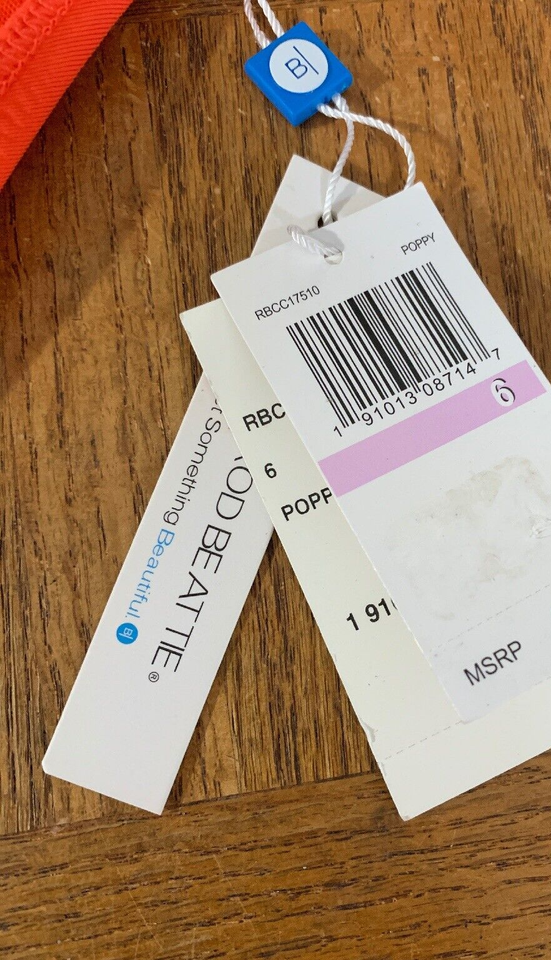 B|
POPPY
RBCC17510
1 91013 08714 7
6
MSRP
RBC
6
POPP
1 91
OD BEATTIE®
t Something Beautiful B|